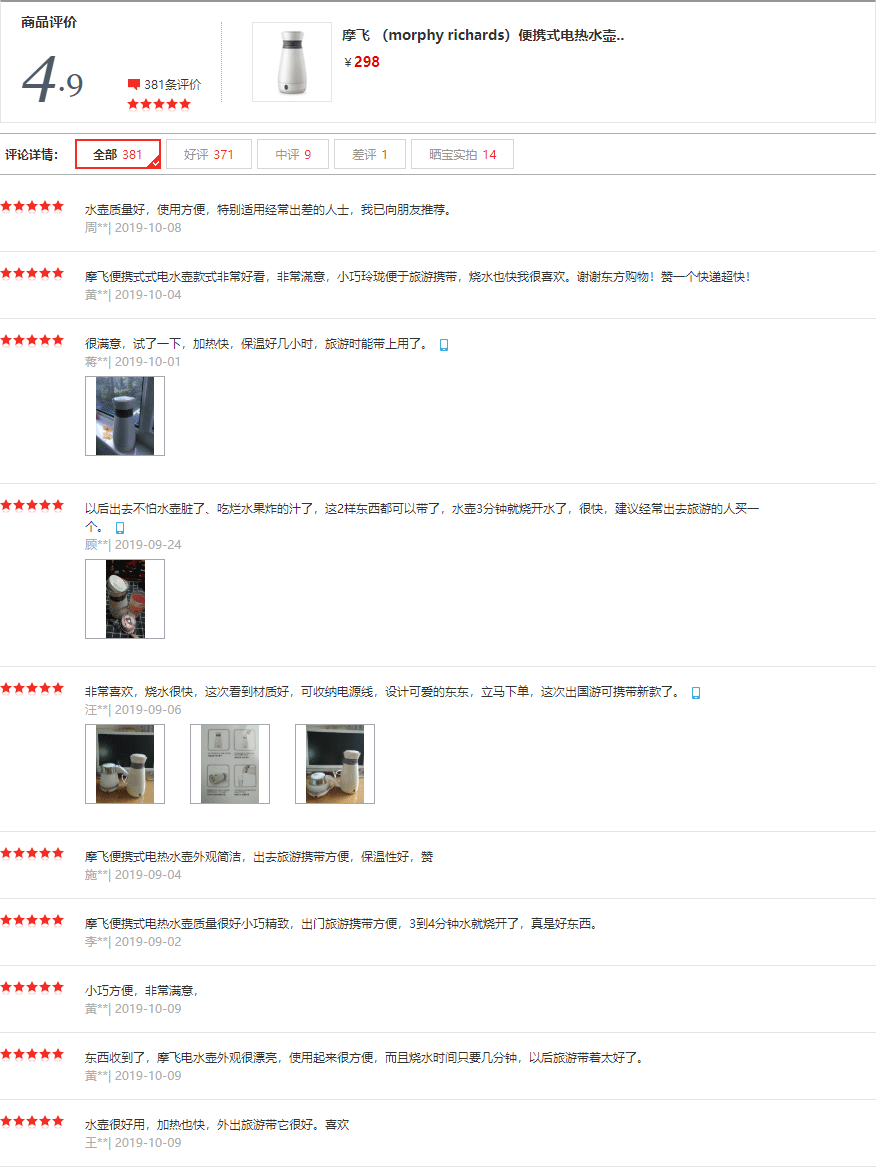 商品评价
4.9
381条评价
摩飞 （morphy richards）便携式电热水壶..
¥298
评论详情： 全部 381 好评 371 中评 9 差评 1 晒宝实拍 14
水壶质量好，使用方便，特别适用经常出差的人士，我已向朋友推荐。
周**| 2019-10-08
摩飞便携式式电水壶款式非常好看，非常滿意，小巧玲珑便于旅游携带，烧水也快我很喜欢。谢谢东方购物！赞一个快递超快！
黄**| 2019-10-04
很满意，试了一下，加热快，保温好几小时，旅游时能带上用了。
蒋**| 2019-10-01
以后出去不怕水壶脏了、吃烂水果炸的汁了，这2样东西都可以带了，水壶3分钟就烧开水了，很快，建议经常出去旅游的人买一
个。
顾**| 2019-09-24
非常喜欢，烧水很快，这次看到材质好，可收纳电源线，设计可爱的东东，立马下单，这次出国游可携带新款了。
汪**| 2019-09-06
摩飞便携式电热水壶外观简洁，出去旅游携带方便，保温性好，赞
施**| 2019-09-04
摩飞便携式电热水壶质量很好小巧精致，出门旅游携带方便，3到4分钟水就烧开了，真是好东西。
李**| 2019-09-02
小巧方便，非常满意，
黄**| 2019-10-09
东西收到了，摩飞电水壶外观很漂亮，使用起来很方便，而且烧水时间只要几分钟，以后旅游带着太好了。
黄**| 2019-10-09
水壶很好用，加热也快，外出旅游带它很好。喜欢
王**| 2019-10-09